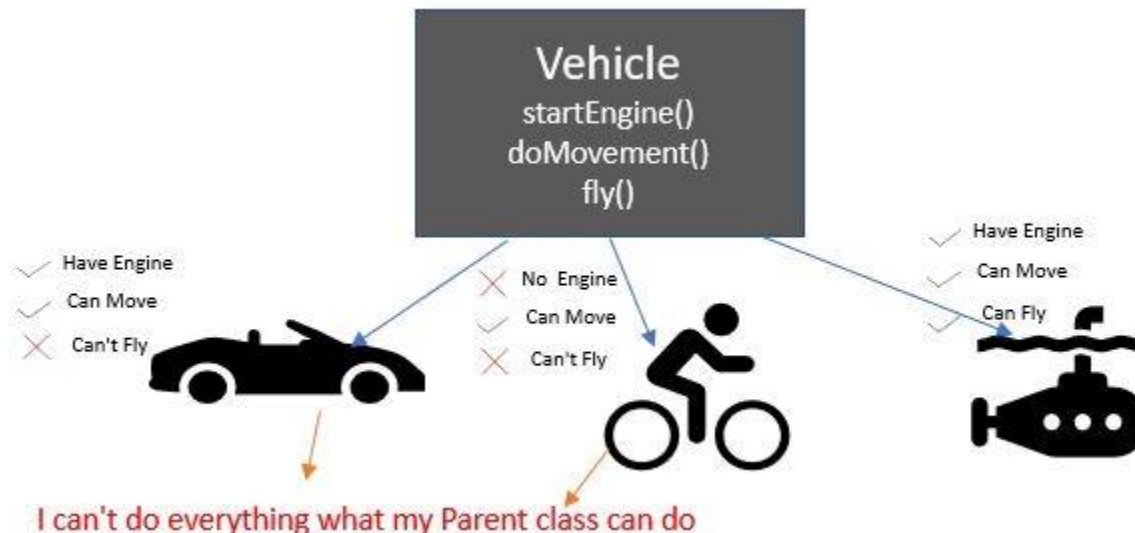 Vehicle
startEngine()
doMovement()
fly()
Have Engine
Can Move
Can't Fly
No Engine
Can Move
Can't Fly
Have Engine
Can Move
Can Fly
I can't do everything what my Parent class can do